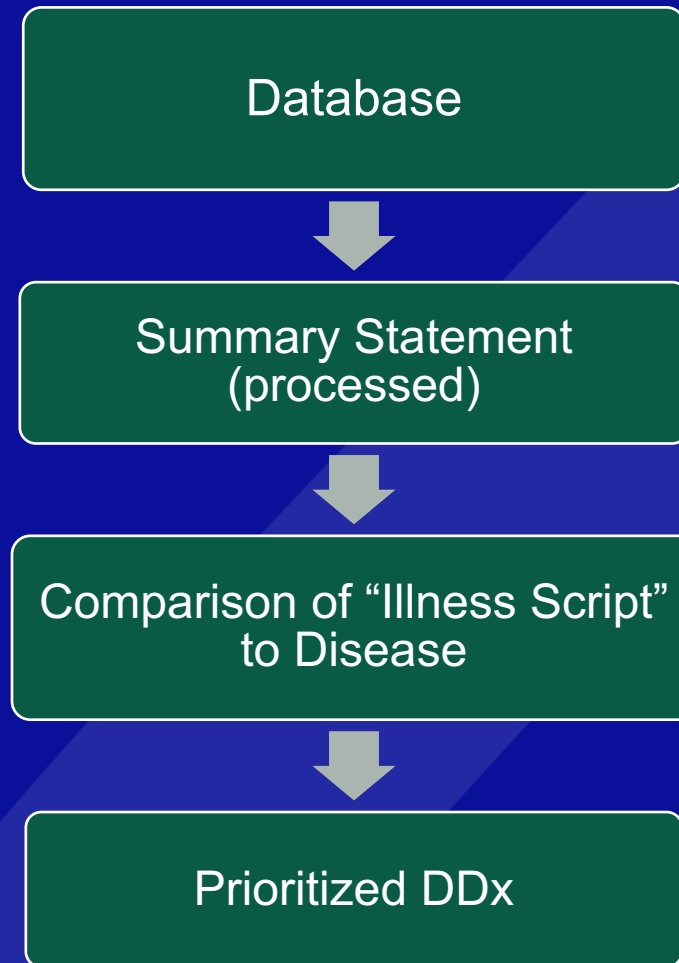 Database
Summary Statement
(processed)
Comparison of “Illness Script”
to Disease
Prioritized DDx